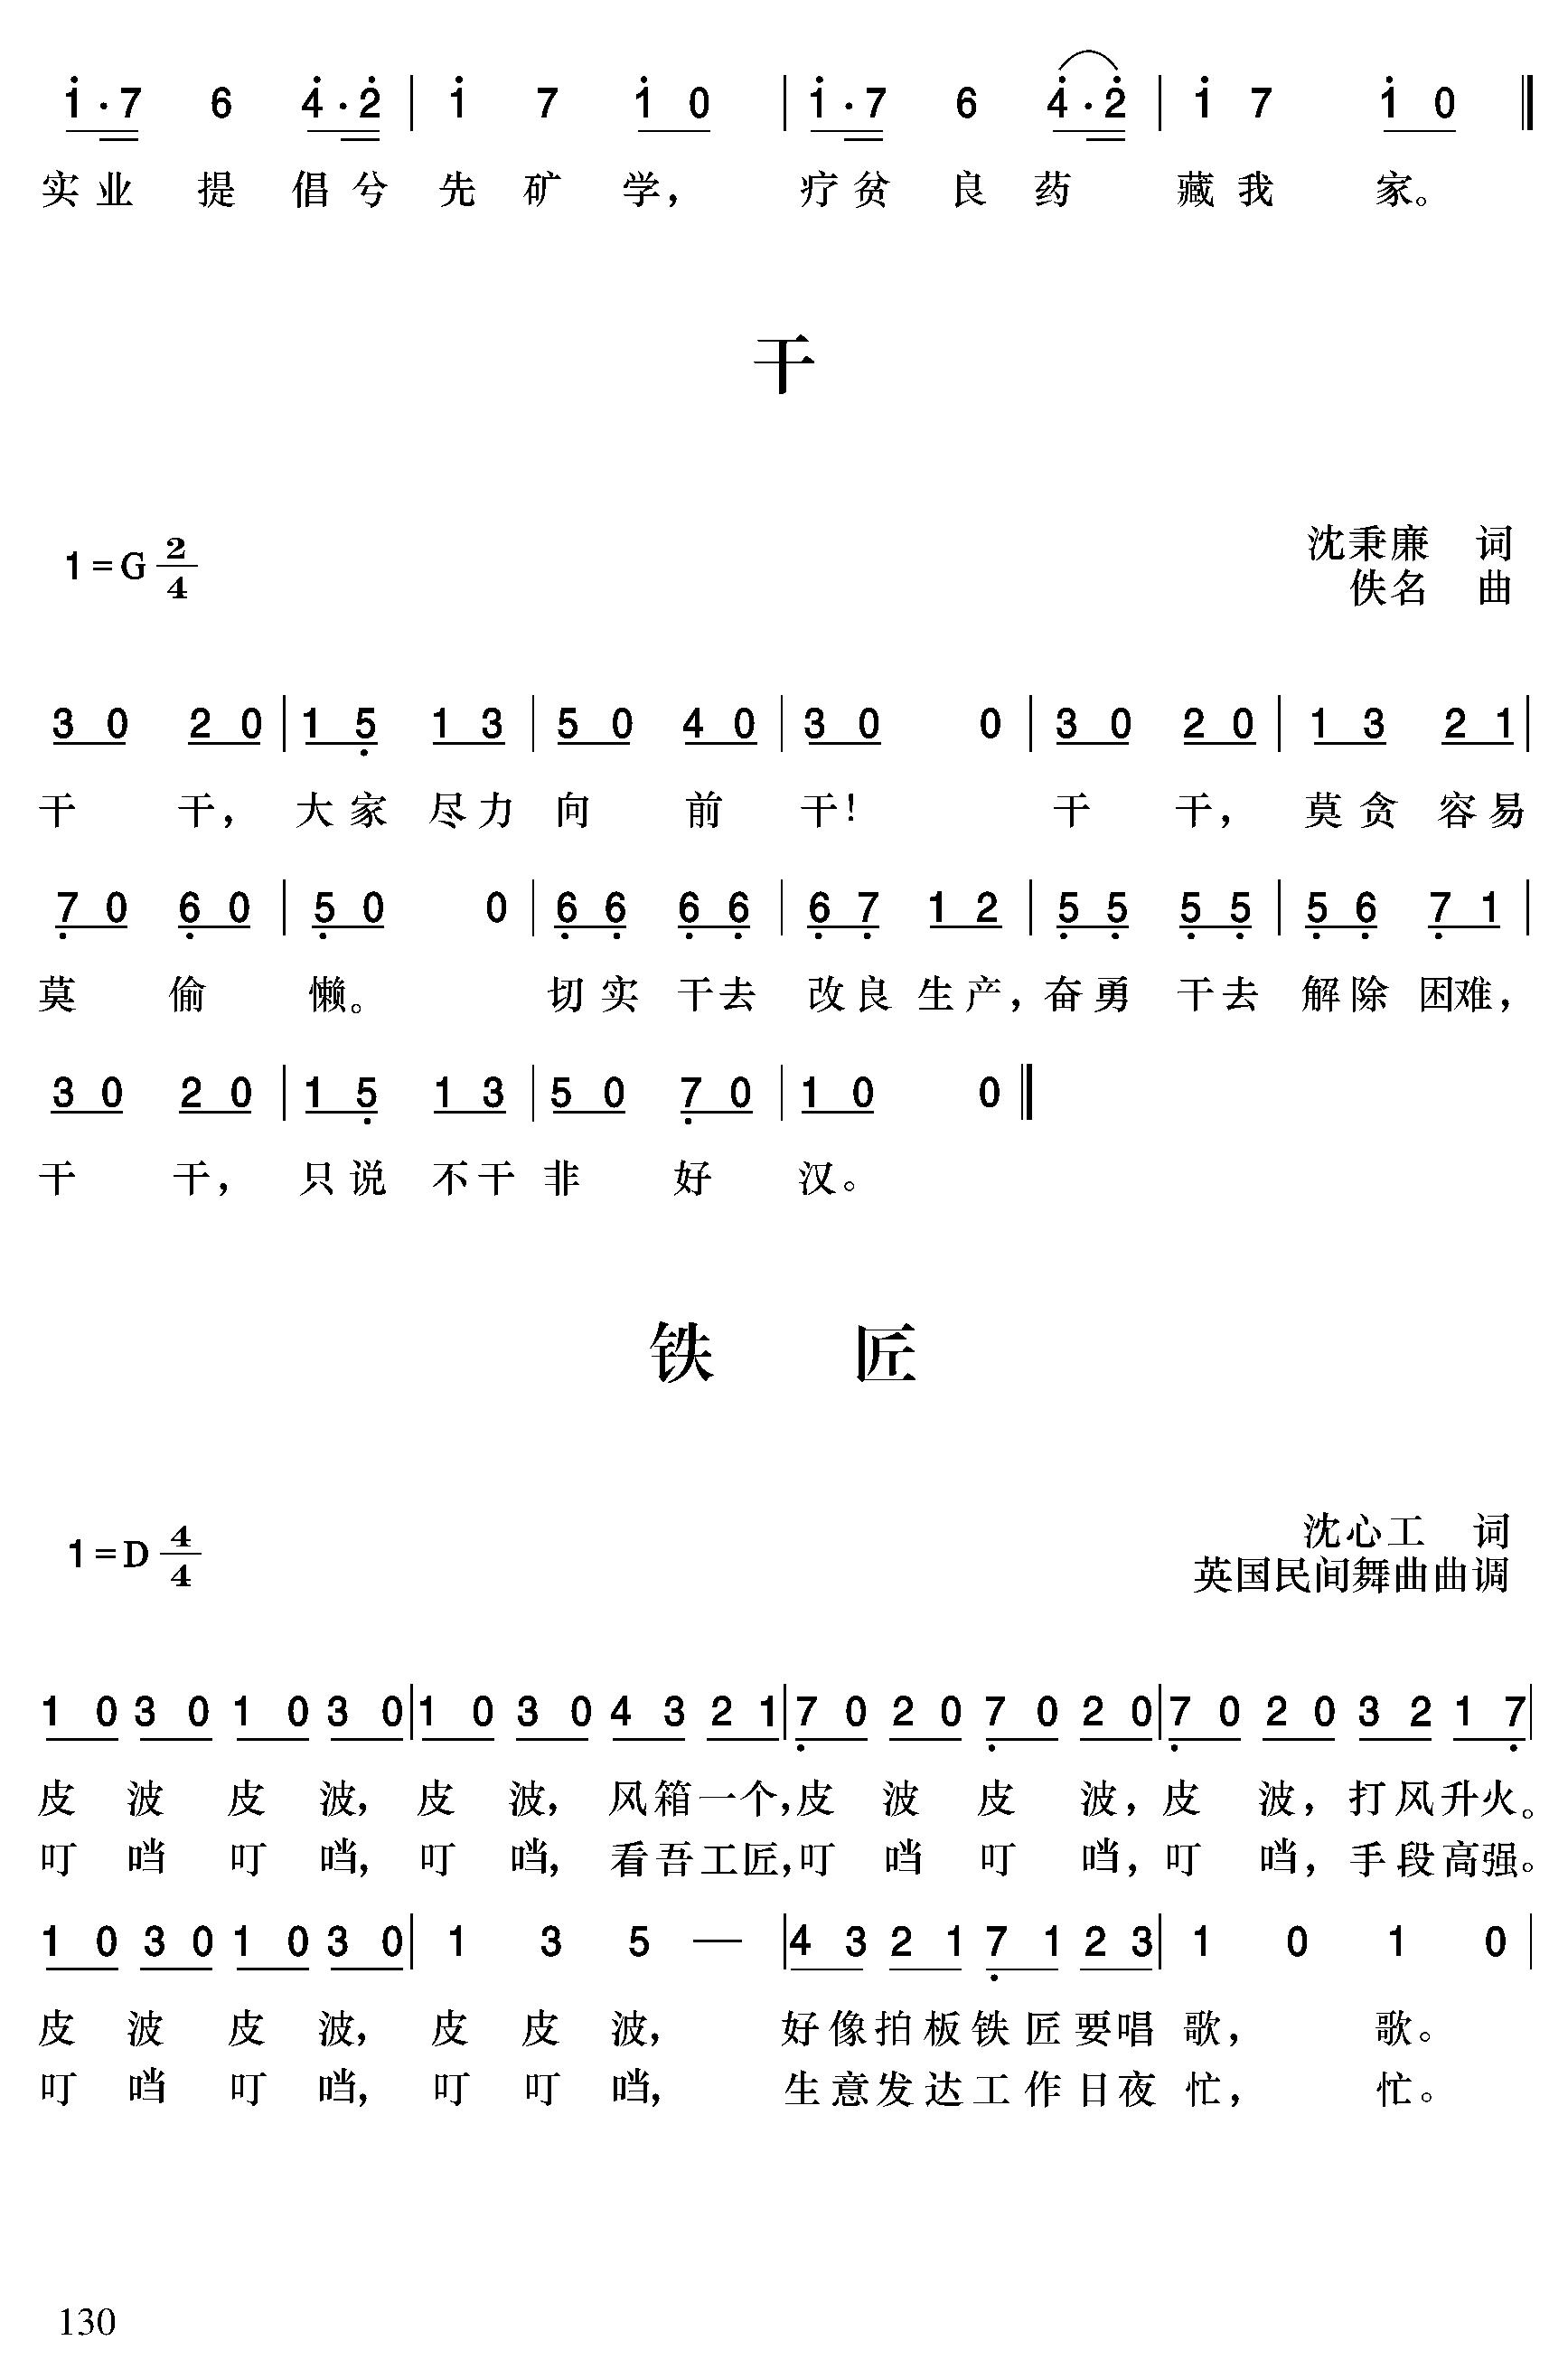 1̇·7 6 4̇·2̇ | 1̇ 7 1̇ 0 | 1̇·7 6 4̇·2̇ | 1̇ 7 1̇ 0 ‖
实业 提 倡兮 先 矿 学， 疗贫 良 药 藏我 家。
干
1=G 2/4
沈秉廉 词
佚名 曲
3 0 2 0 | 1 5̣ 1 3 | 5 0 4 0 | 3 0 0 | 3 0 2 0 | 1 3 2 1 |
干 干， 大家 尽力 向 前 干！ 干 干， 莫贪 容易
7̣ 0 6̣ 0 | 5̣ 0 0 | 6̣ 6̣ 6̣ 6̣ | 6̣ 7̣ 1 2 | 5̣ 5̣ 5̣ 5̣ | 5̣ 6̣ 7̣ 1 |
莫 偷 懒。 切实 干去 改良 生产， 奋勇 干去 解除 困难，
3 0 2 0 | 1 5̣ 1 3 | 5 0 7̣ 0 | 1 0 0 ‖
干 干， 只说 不干 非 好 汉。
铁 匠
1=D 4/4
沈心工 词
英国民间舞曲曲调
1 0 3 0 1 0 3 0 | 1 0 3 0 4 3 2 1 | 7̣ 0 2 0 7̣ 0 2 0 | 7̣ 0 2 0 3 2 1 7̣ |
皮 波 皮 波， 皮 波， 风箱一个， 皮 波 皮 波， 皮 波， 打风升火。
叮 当 叮 当， 叮 当， 看吾工匠， 叮 当 叮 当， 叮 当， 手段高强。
1 0 3 0 1 0 3 0 | 1 3 5 — | 4 3 2 1 7̣ 1 2 3 | 1 0 1 0 |
皮 波 皮 波， 皮 皮 波， 好像拍板铁匠要唱 歌， 歌。
叮 当 叮 当， 叮 叮 当， 生意发达工作日夜 忙， 忙。
130